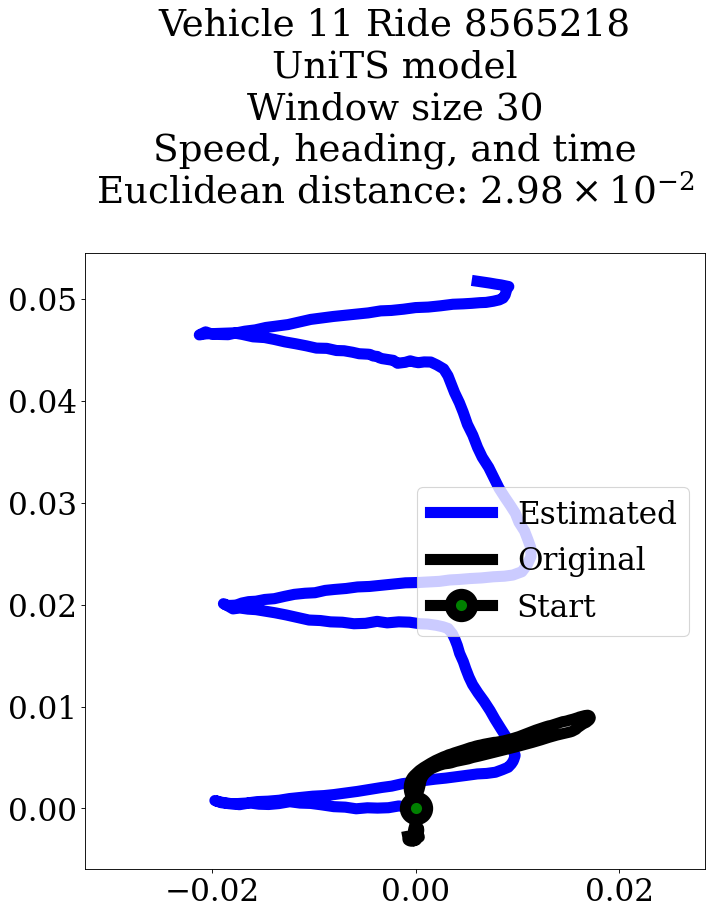 Vehicle 11 Ride 8565218
UniTS model
Window size 30
Speed, heading, and time
Euclidean distance: 2.98 × 10⁻²
0.05
0.04
0.03
0.02
0.01
0.00
Estimated
Original
Start
−0.02 0.00 0.02